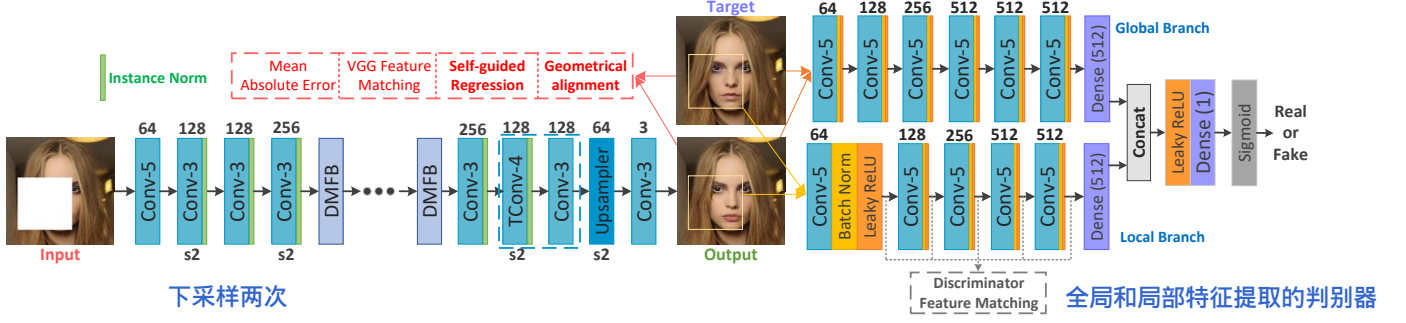 Target
64
128
256
512
512
512
Conv-5
Conv-5
Conv-5
Conv-5
Conv-5
Conv-5
Dense (512)
Global Branch
Instance Norm
Mean
Absolute Error
VGG Feature
Matching
Self-guided
Regression
Geometrical
alignment
64
128
128
256
256
128
128
64
3
Conv-5
Conv-3
Conv-3
Conv-3
DMFB
DMFB
Conv-3
TConv-4
Conv-3
Upsampler
Conv-3
s2
s2
s2
s2
Input
Output
64
128
256
512
512
Conv-5
Batch Norm
Leaky ReLU
Conv-5
Conv-5
Conv-5
Conv-5
Dense (512)
Local Branch
Concat
Leaky ReLU
Dense (1)
Sigmoid
Real
or
Fake
Discriminator
Feature Matching
下采样两次
全局和局部特征提取的判别器